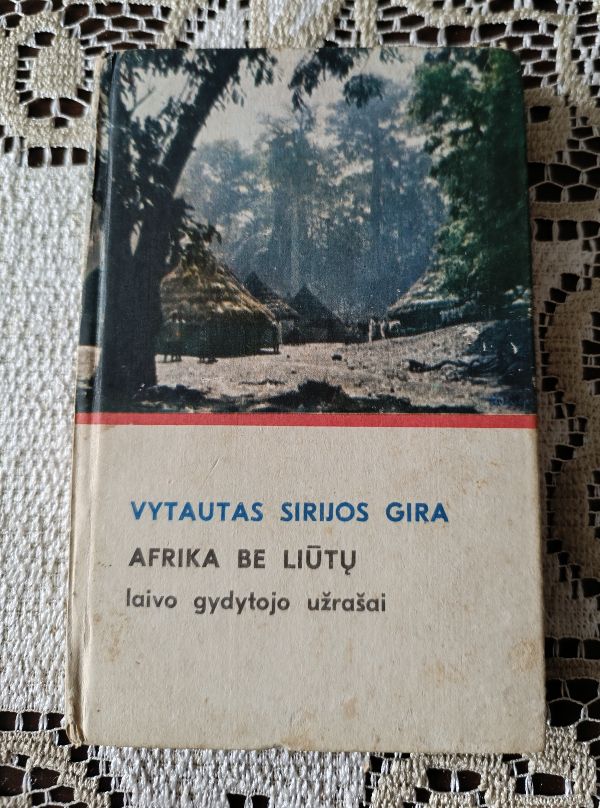 VYTAUTAS SIRIJOS GIRA
AFRIKA BE LIŪTŲ
laivo gydytojo užrašai